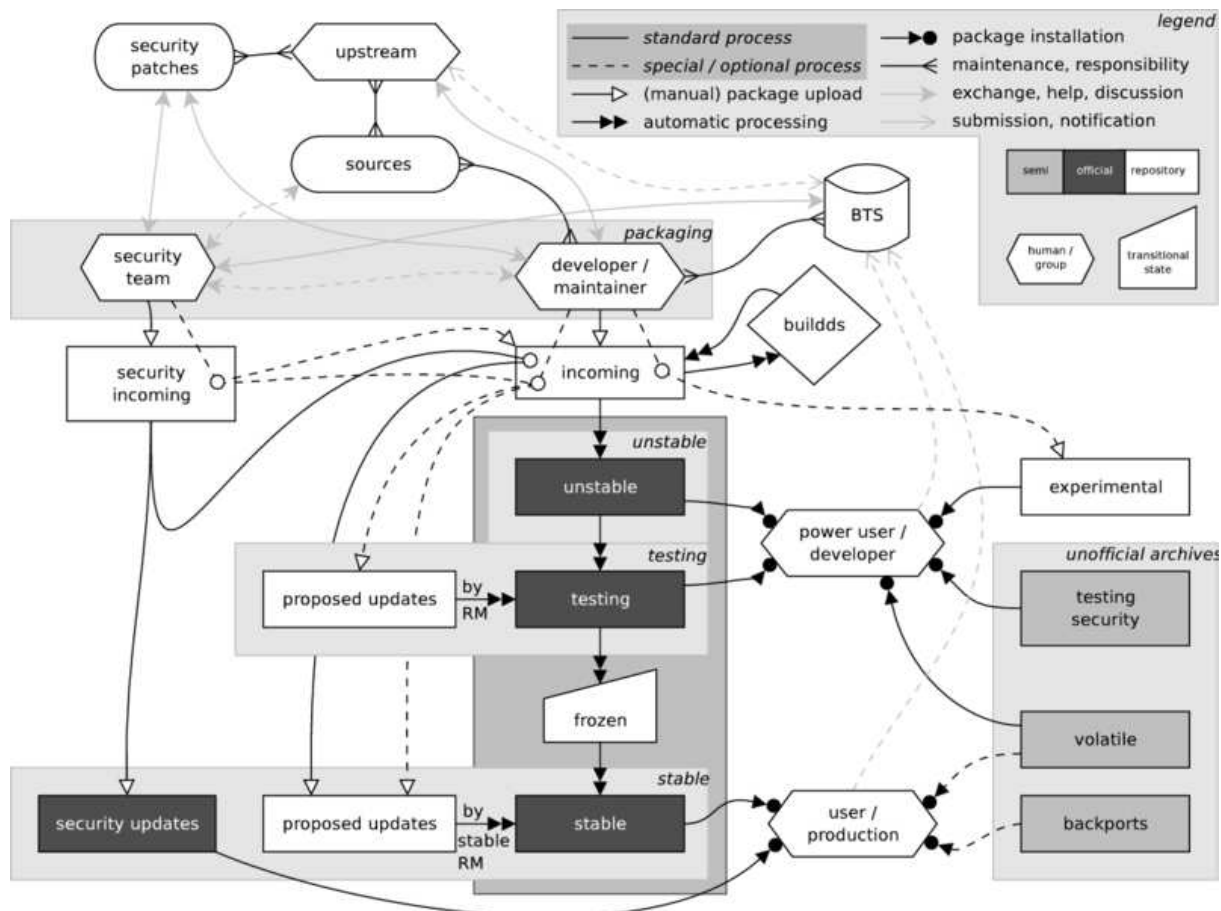 legend
standard process
special / optional process
(manual) package upload
automatic processing
package installation
maintenance, responsibility
exchange, help, discussion
submission, notification
semi
official
repository
human /
group
transitional
state
security
patches
upstream
sources
BTS
packaging
security
team
developer /
maintainer
buildds
security
incoming
incoming
unstable
unstable
experimental
power user /
developer
testing
unofficial archives
proposed updates
by
RM
testing
testing
security
frozen
volatile
stable
security updates
proposed updates
by
stable
RM
stable
user /
production
backports